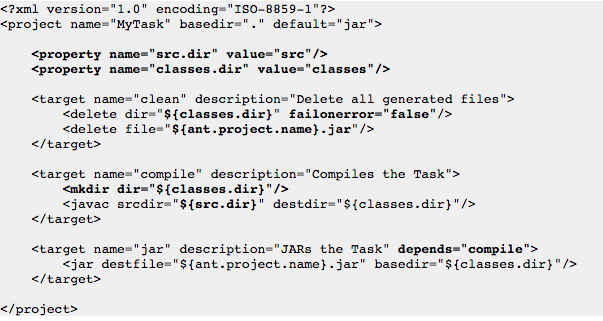 <?xml version="1.0" encoding="ISO-8859-1"?>
<project name="MyTask" basedir="." default="jar">

    <property name="src.dir" value="src"/>
    <property name="classes.dir" value="classes"/>

    <target name="clean" description="Delete all generated files">
        <delete dir="${classes.dir}" failonerror="false"/>
        <delete file="${ant.project.name}.jar"/>
    </target>

    <target name="compile" description="Compiles the Task">
        <mkdir dir="${classes.dir}"/>
        <javac srcdir="${src.dir}" destdir="${classes.dir}"/>
    </target>

    <target name="jar" description="JARs the Task" depends="compile">
        <jar destfile="${ant.project.name}.jar" basedir="${classes.dir}"/>
    </target>

</project>